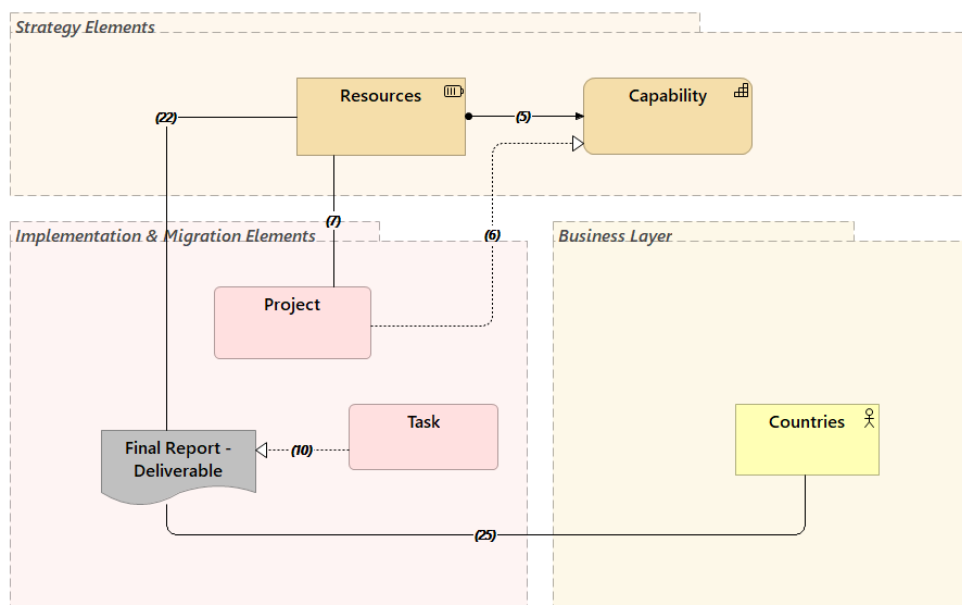 Strategy Elements
Resources
Capability
(22)
(5)
(7)
(6)
Implementation & Migration Elements
Business Layer
Project
Task
Countries
Final Report -
Deliverable
(10)
(25)